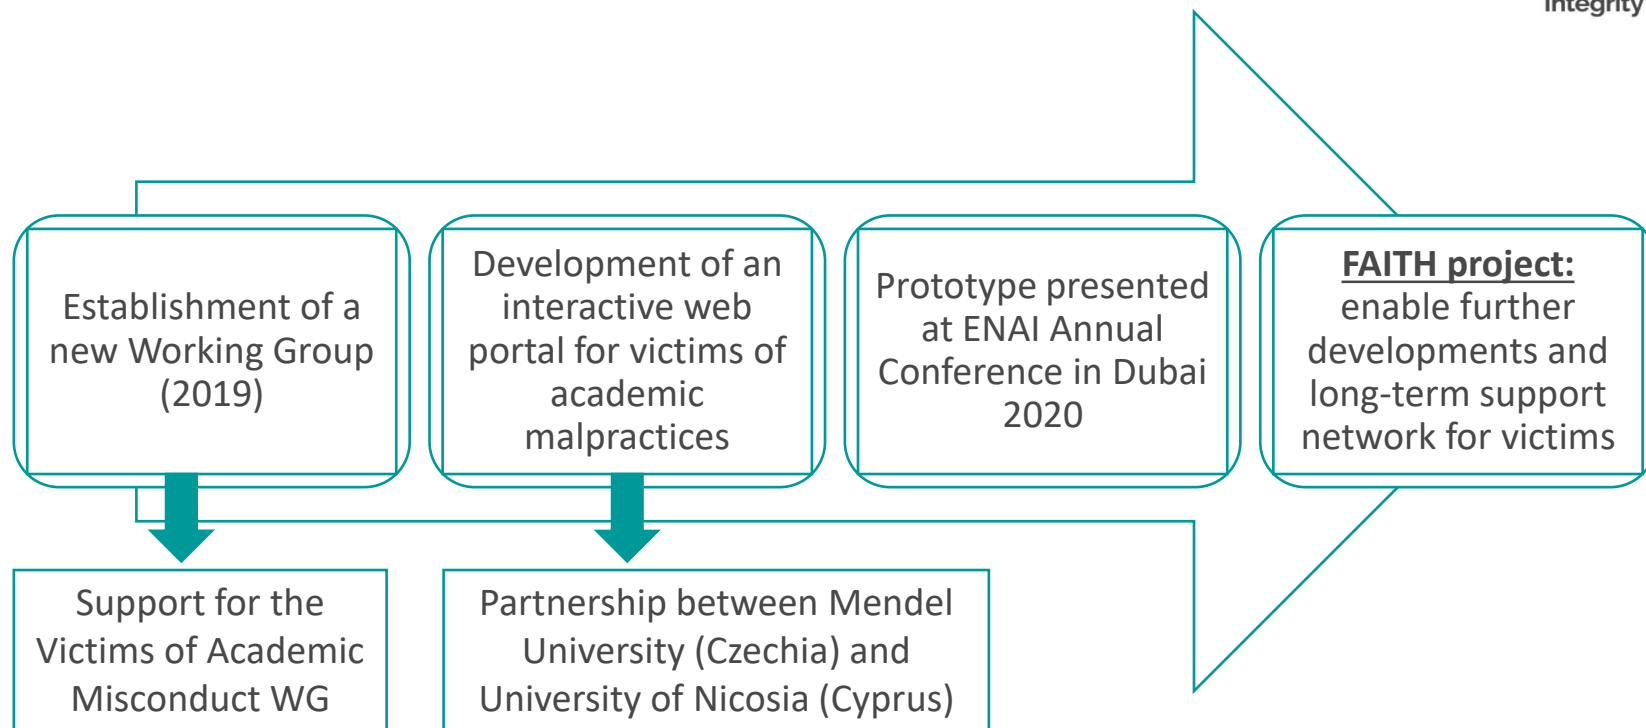 Integrity
Establishment of a
new Working Group
(2019)
Development of an
interactive web
portal for victims of
academic
malpractices
Prototype presented
at ENAI Annual
Conference in Dubai
2020
FAITH project:
enable further
developments and
long-term support
network for victims
Support for the
Victims of Academic
Misconduct WG
Partnership between Mendel
University (Czechia) and
University of Nicosia (Cyprus)